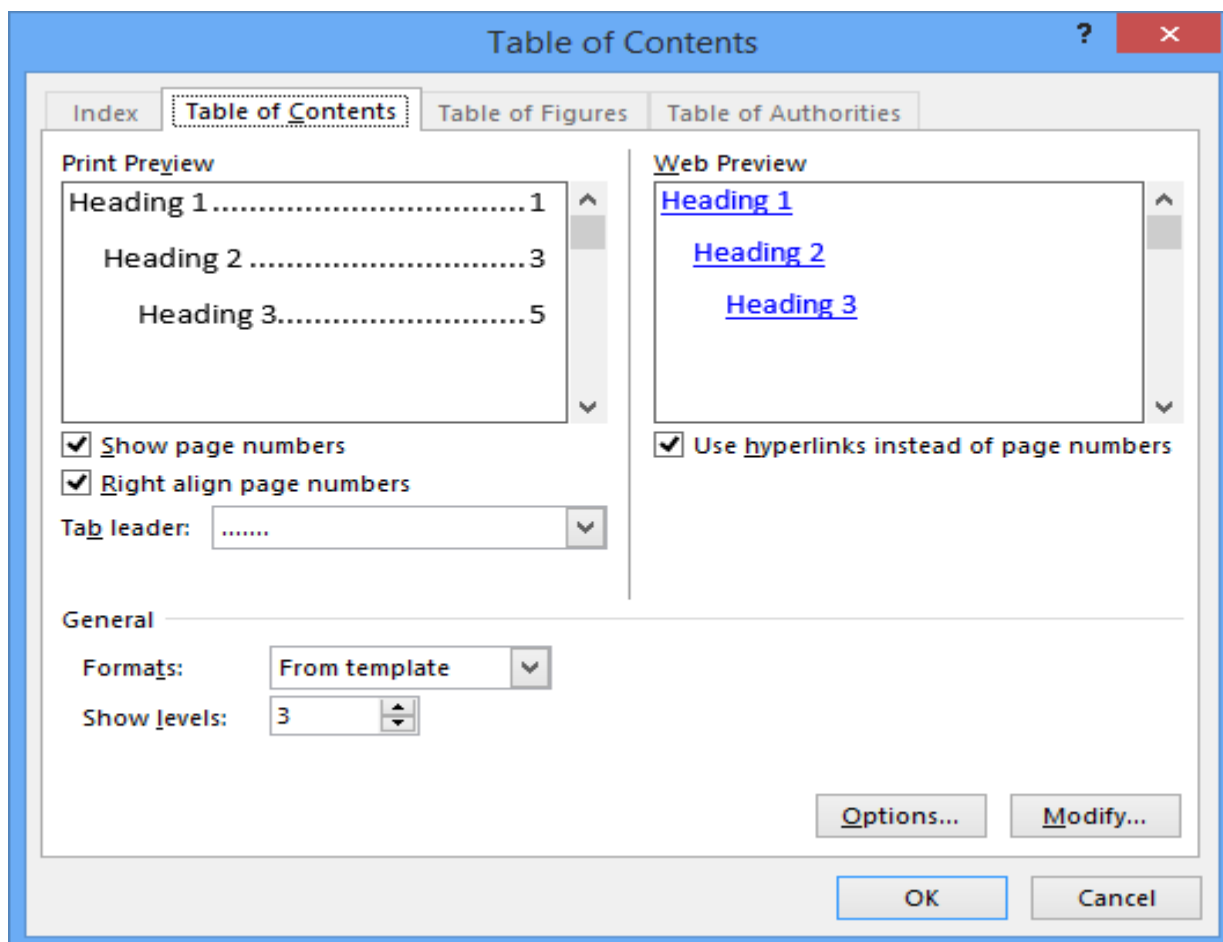 Table of Contents
?
Index
Table of Contents
Table of Figures
Table of Authorities
Print Preview
Heading 1..................................1
Heading 2 ..............................3
Heading 3...........................5
Show page numbers
Right align page numbers
Tab leader: .......
Web Preview
Heading 1
Heading 2
Heading 3
Use hyperlinks instead of page numbers
General
Formats: From template
Show levels: 3
Options... Modify...
OK Cancel